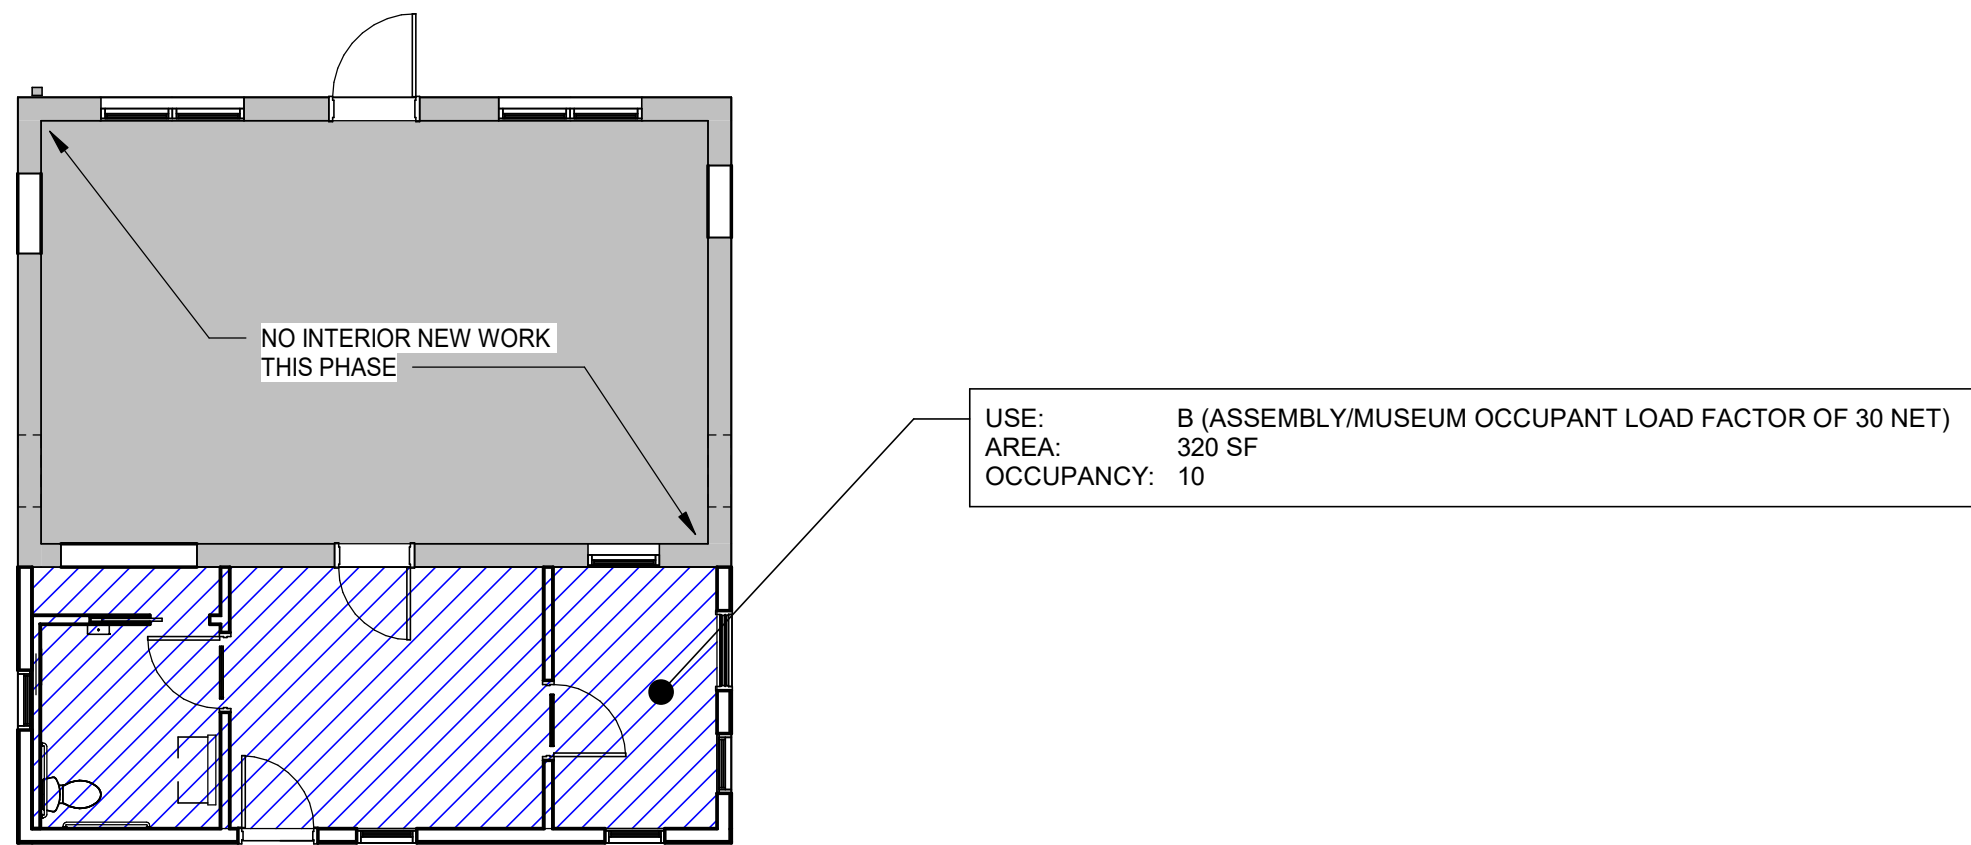 NO INTERIOR NEW WORK
THIS PHASE
USE: B (ASSEMBLY/MUSEUM OCCUPANT LOAD FACTOR OF 30 NET)
AREA: 320 SF
OCCUPANCY: 10